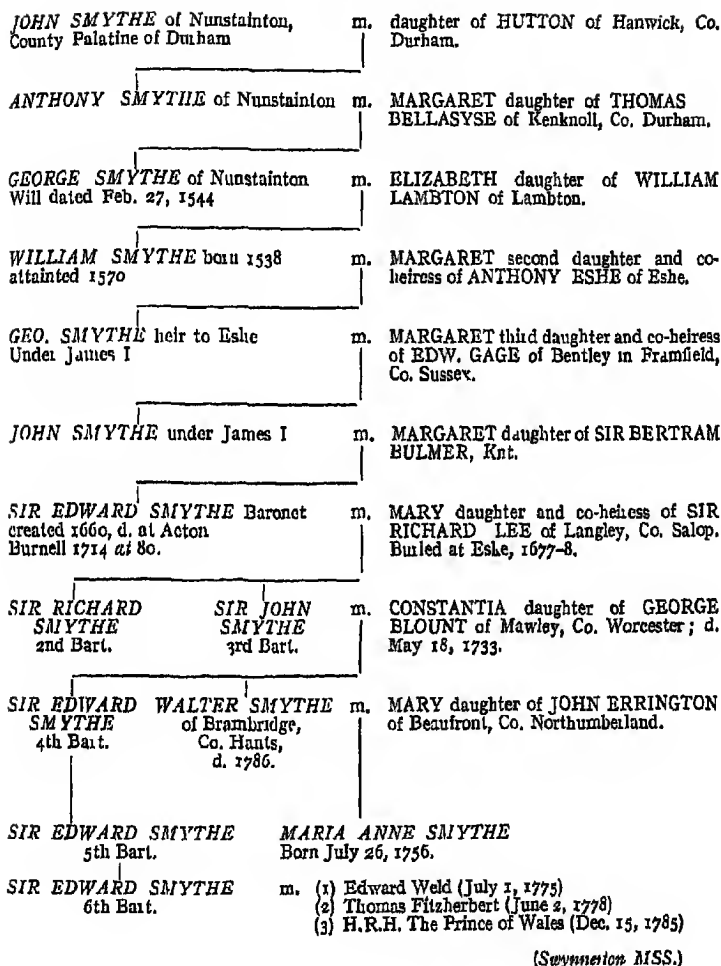 JOHN SMYTHE of Nunstainton, m. daughter of HUTTON of Hanwick, Co.
County Palatine of Durham Durham.
ANTHONY SMYTHE of Nunstainton m. MARGARET daughter of THOMAS
BELLASYSE of Kenknoll, Co. Durham.
GEORGE SMYTHE of Nunstainton m. ELIZABETH daughter of WILLIAM
Will dated Feb. 27, 1544 LAMBTON of Lambton.
WILLIAM SMYTHE born 1538 m. MARGARET second daughter and co-
attainted 1570 heiress of ANTHONY ESHE of Eshe.
GEO. SMYTHE heir to Eshe m. MARGARET third daughter and co-heiress
Under James I of EDW. GAGE of Bentley in Framfield,
Co. Sussex.
JOHN SMYTHE under James I m. MARGARET daughter of SIR BERTRAM
BULMER, Knt.
SIR EDWARD SMYTHE Baronet m. MARY daughter and co-heiress of SIR
created 1660, d. at Acton RICHARD LEE of Langley, Co. Salop.
Burnell 1714 at 80. Buried at Eshe, 1677-8.
SIR RICHARD SIR JOHN m. CONSTANTIA daughter of GEORGE
SMYTHE SMYTHE BLOUNT of Mawley, Co. Worcester; d.
2nd Bart. 3rd Bart. May 18, 1733.
SIR EDWARD WALTER SMYTHE m. MARY daughter of JOHN ERRINGTON
SMYTHE of Brambridge, of Beaufront, Co. Northumberland.
4th Bart. Co. Hants,
d. 1786.
SIR EDWARD SMYTHE MARIA ANNE SMYTHE
5th Bart. Born July 26, 1756.
SIR EDWARD SMYTHE m. (1) Edward Weld (July 1, 1775)
6th Bart. (2) Thomas Fitzherbert (June 2, 1778)
(3) H.R.H. The Prince of Wales (Dec. 15, 1785)
(Swynnerton MSS.)